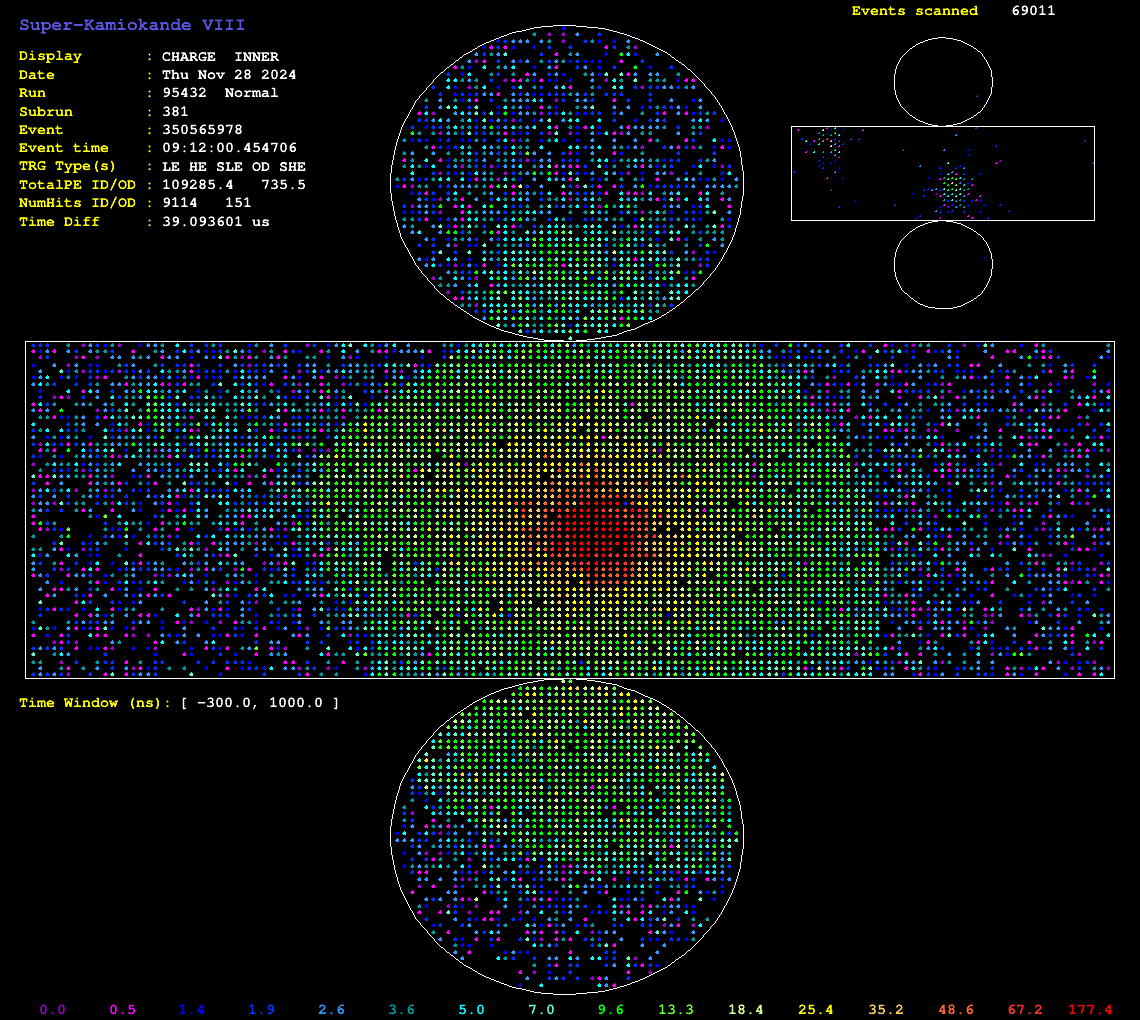 Super-Kamiokande VIII
Events scanned 69011
Display : CHARGE INNER
Date : Thu Nov 28 2024
Run : 95432 Normal
Subrun : 381
Event : 350565978
Event time : 09:12:00.454706
TRG Type(s) : LE HE SLE OD SHE
TotalPE ID/OD : 109285.4 735.5
NumHits ID/OD : 9114 151
Time Diff : 39.093601 us
Time Window (ns): [ -300.0, 1000.0 ]
0.0 0.5 1.4 1.9 2.6 3.6 5.0 7.0 9.6 13.3 18.4 25.4 35.2 48.6 67.2 177.4